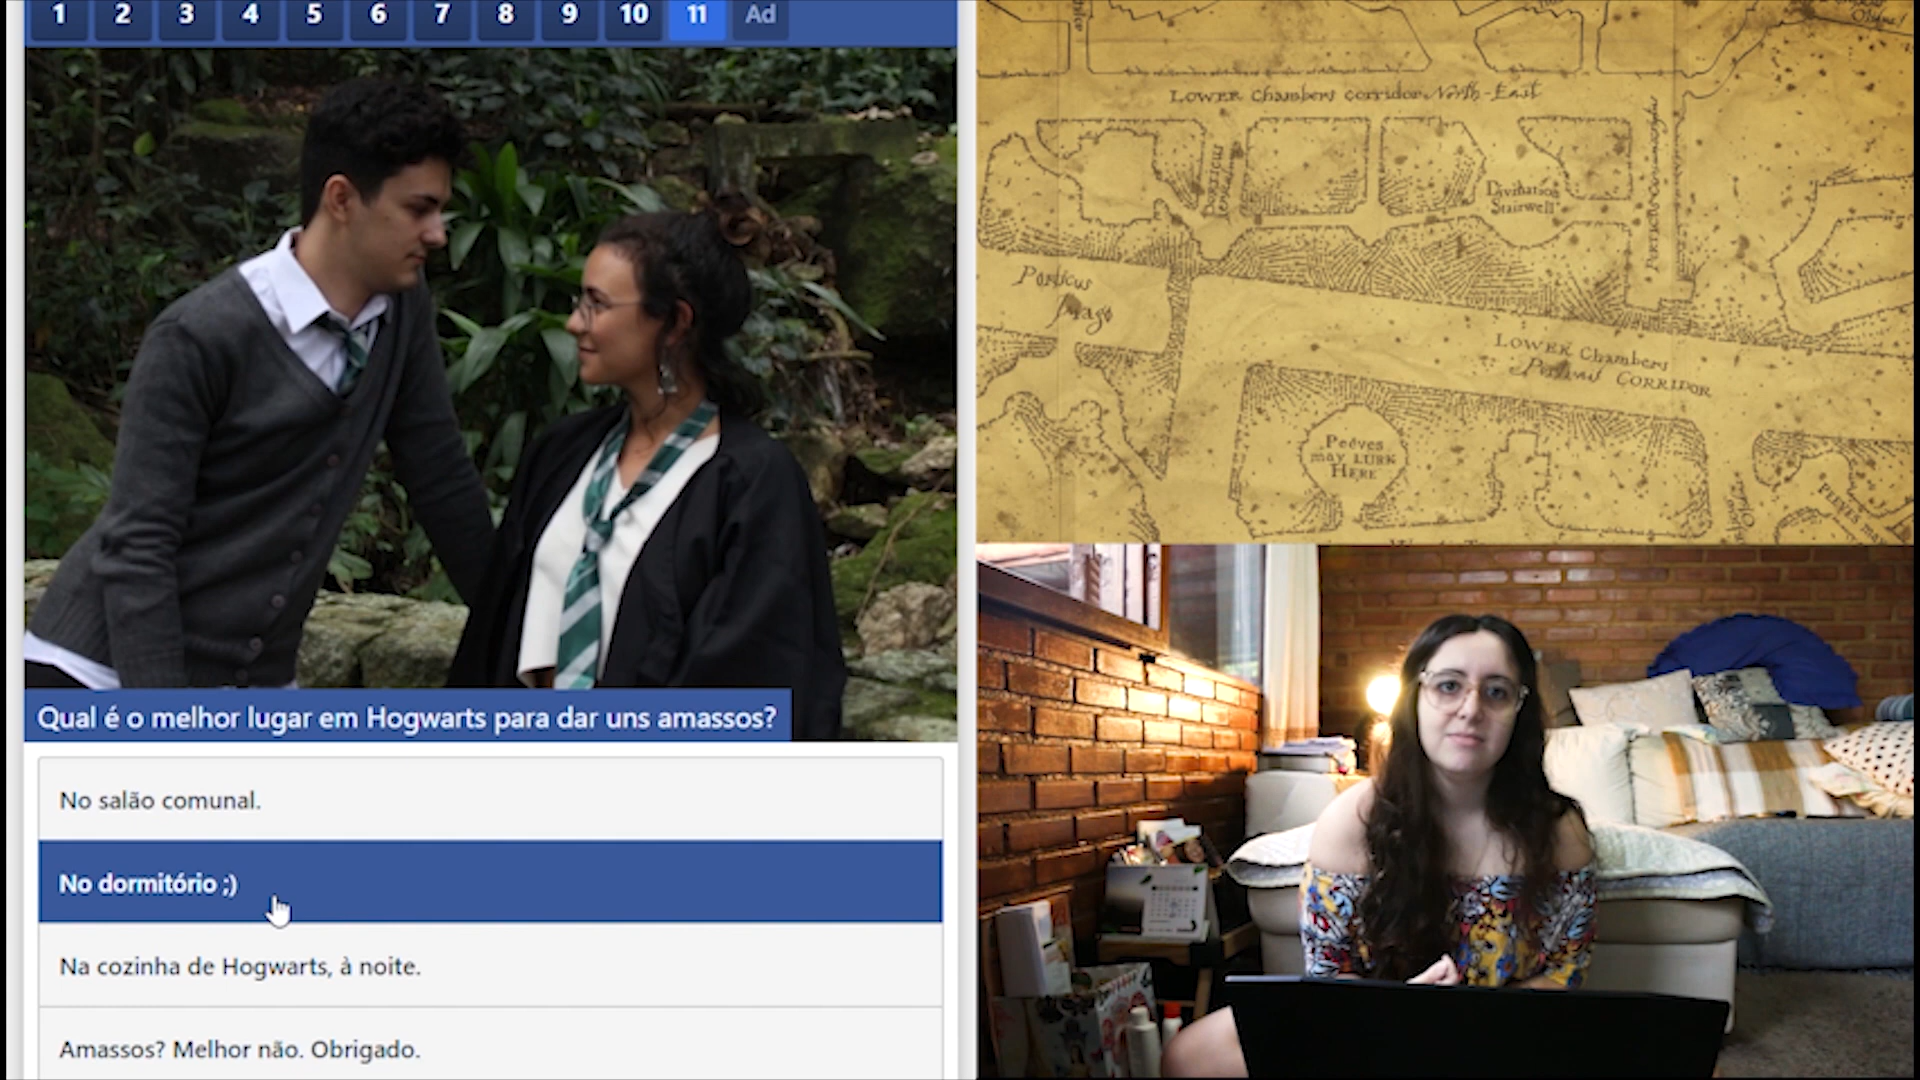 1 2 3 4 5 6 7 8 9 10 11 Ad
Qual é o melhor lugar em Hogwarts para dar uns amassos?
No salão comunal.
No dormitório ;)
Na cozinha de Hogwarts, à noite.
Amassos? Melhor não. Obrigado.
LOWER Chambers corridor North-East
Divination
Stairwell
Porticus
LOWER Chambers
CORRIDOR
Peeves
may LURK
HERE